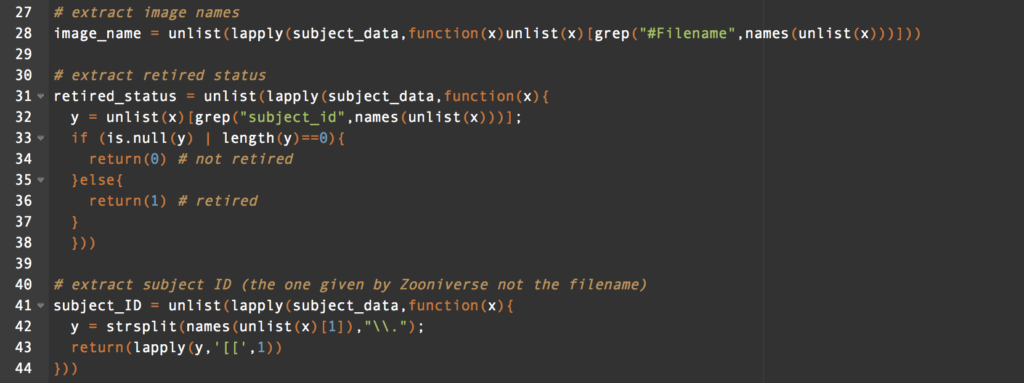 27 # extract image names
28 image_name = unlist(lapply(subject_data,function(x)unlist(x)[grep("#Filename",names(unlist(x)))]))
29
30 # extract retired status
31 retired_status = unlist(lapply(subject_data,function(x){
32 y = unlist(x)[grep("subject_id",names(unlist(x)))];
33 if (is.null(y) | length(y)==0){
34 return(0) # not retired
35 }else{
36 return(1) # retired
37 }
38 }))
39
40 # extract subject ID (the one given by Zooniverse not the filename)
41 subject_ID = unlist(lapply(subject_data,function(x){
42 y = strsplit(names(unlist(x)[1]),"\\.");
43 return(lapply(y,'[[',1))
44 }))